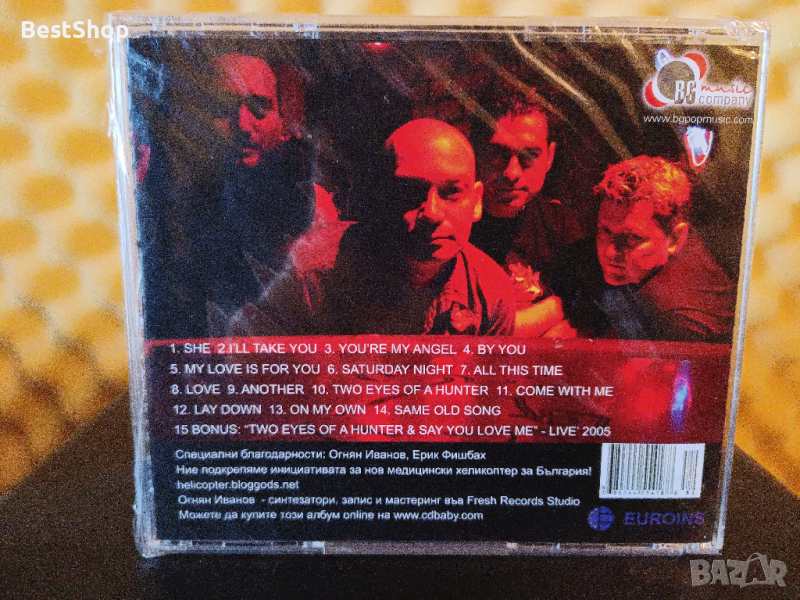 BestShop
BG music company
www.bgpopmusic.com
1. SHE 2.I'LL TAKE YOU 3. YOU'RE MY ANGEL 4. BY YOU
5. MY LOVE IS FOR YOU 6. SATURDAY NIGHT 7. ALL THIS TIME
8. LOVE 9. ANOTHER 10. TWO EYES OF A HUNTER 11. COME WITH ME
12. LAY DOWN 13. ON MY OWN 14. SAME OLD SONG
15 BONUS: "TWO EYES OF A HUNTER & SAY YOU LOVE ME" - LIVE' 2005
Специални благодарности: Огнян Иванов, Ерик Фишбах
Ние подкрепяме инициативата за нов медицински хеликоптер за България!
helicopter.bloggods.net
Огнян Иванов - синтезатори, запис и мастеринг във Fresh Records Studio
Можете да купите този албум online на www.cdbaby.com
EUROINS
BAZAR